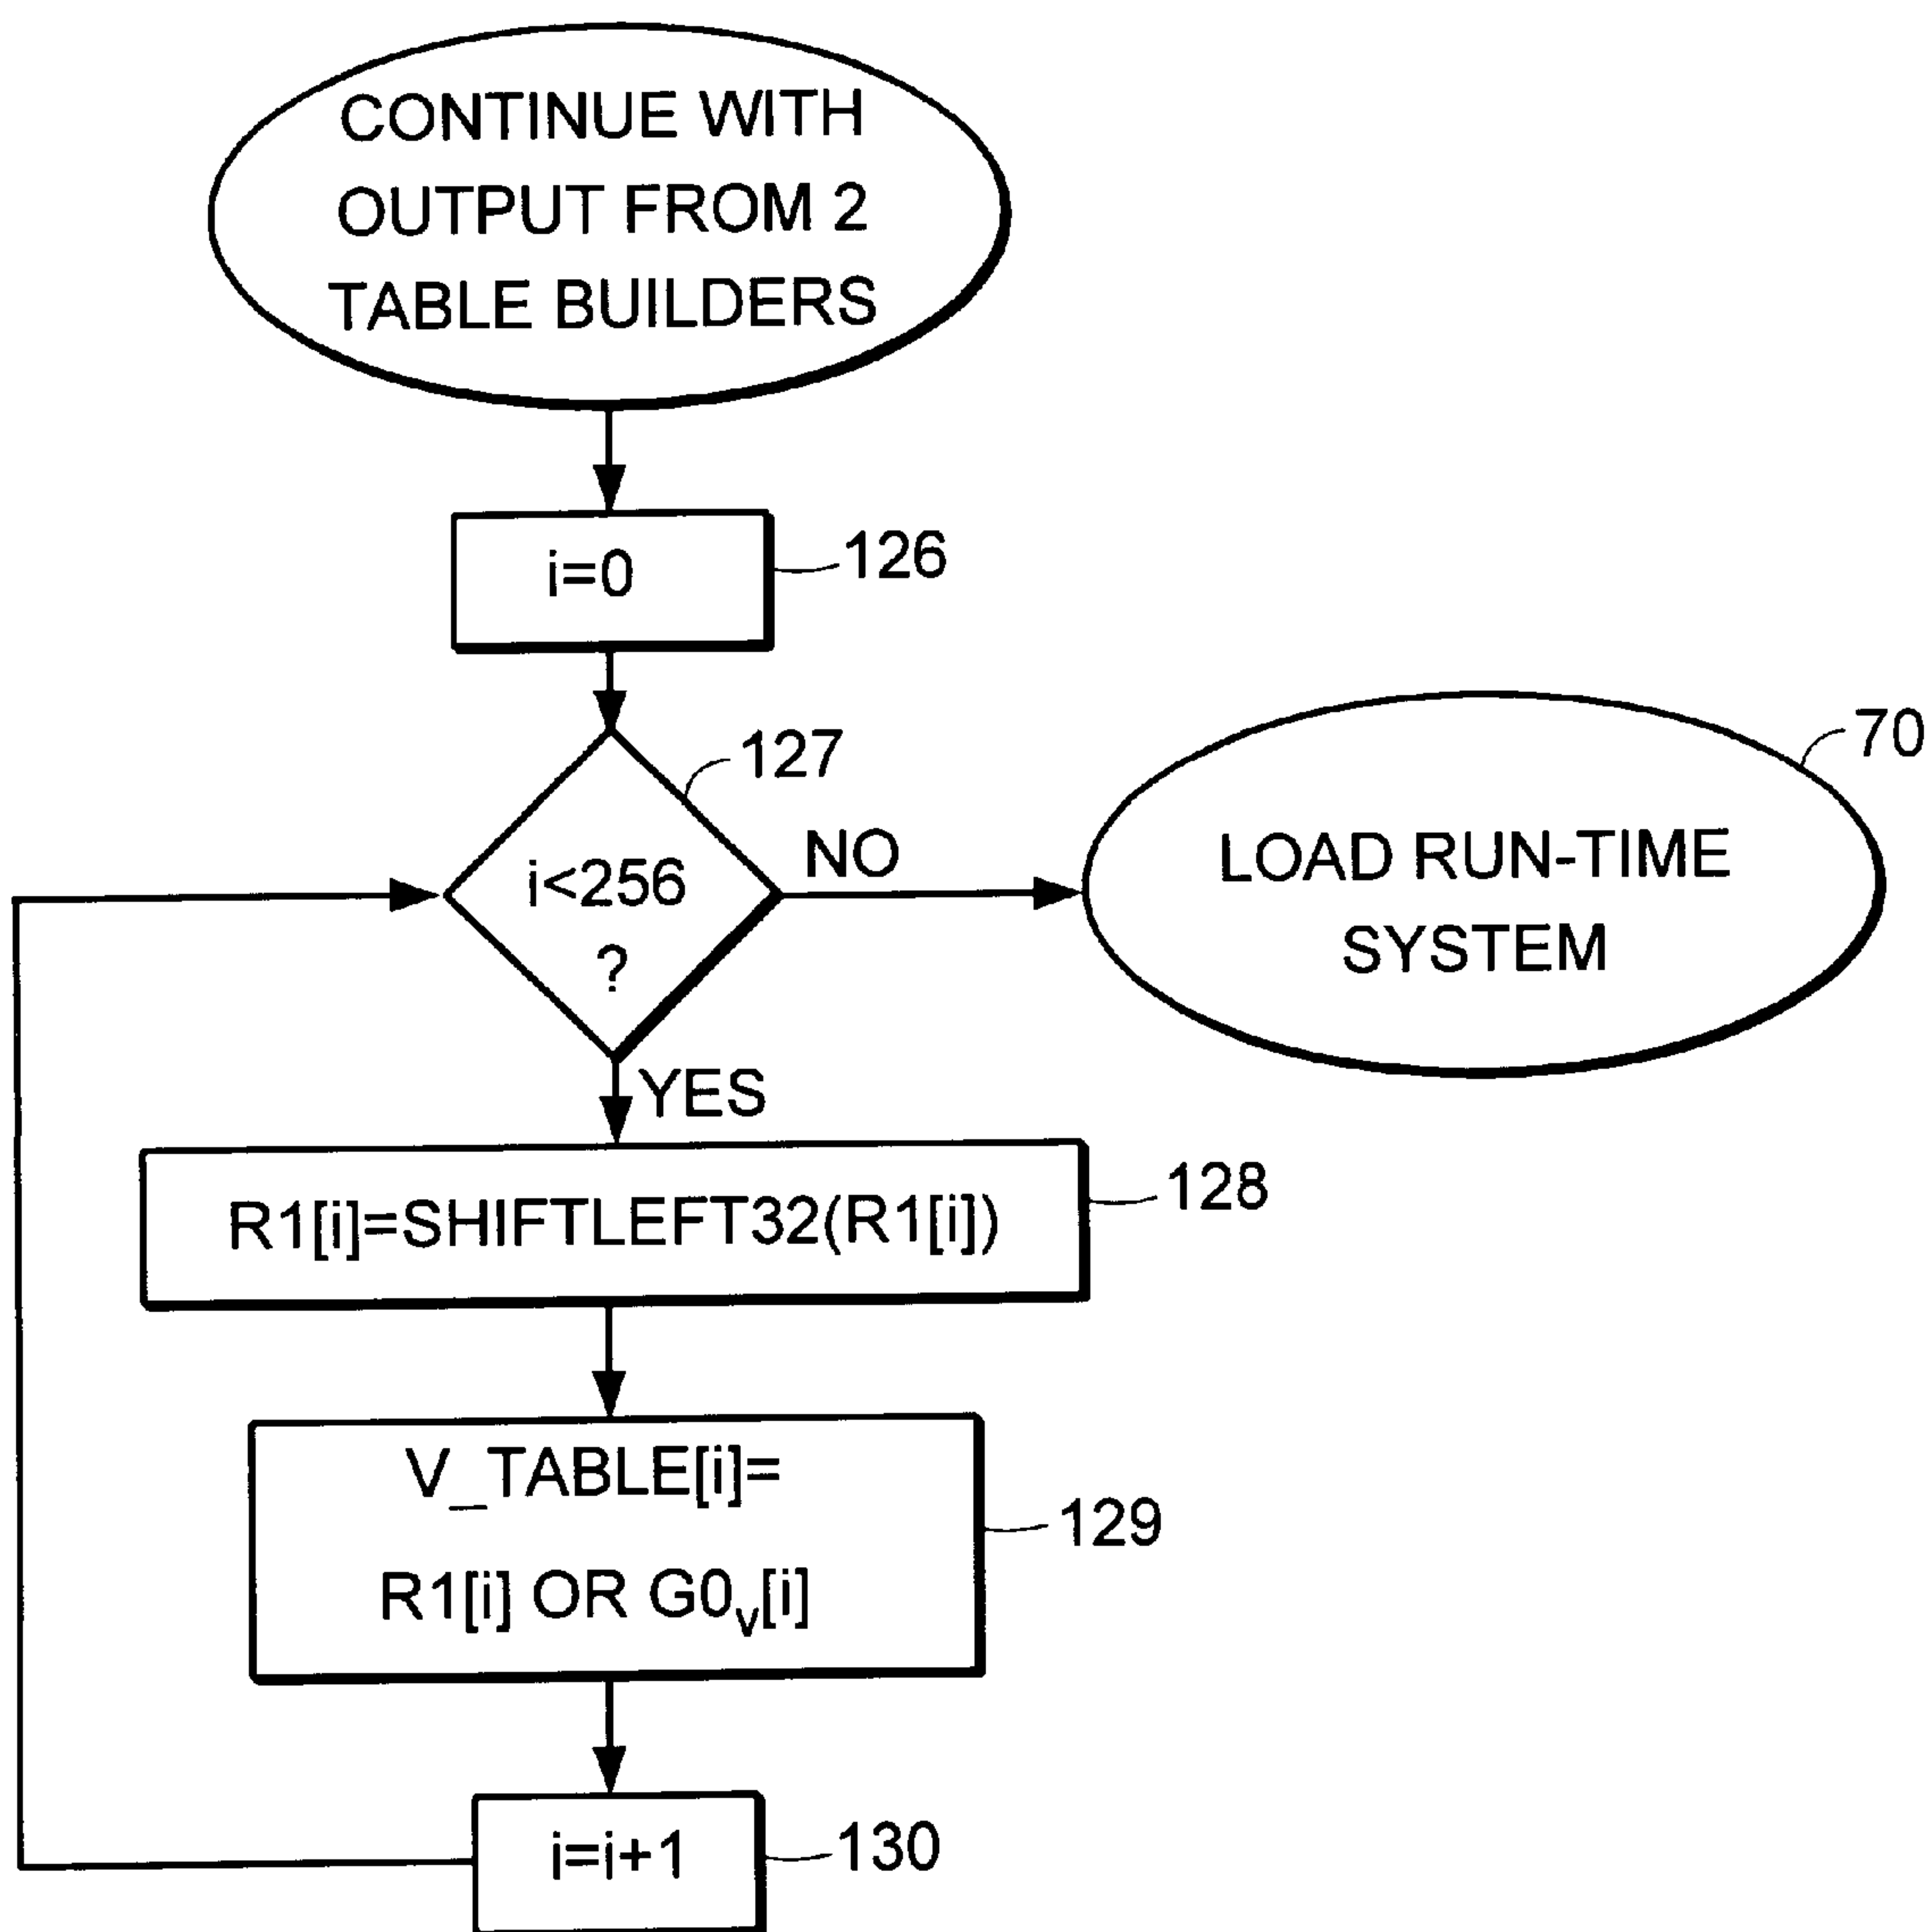 CONTINUE WITH
OUTPUT FROM 2
TABLE BUILDERS
i=0
126
127
i<256
?
NO
70
LOAD RUN-TIME
SYSTEM
YES
R1[i]=SHIFTLEFT32(R1[i])
128
V_TABLE[i]=
R1[i] OR G0v[i]
129
i=i+1
130